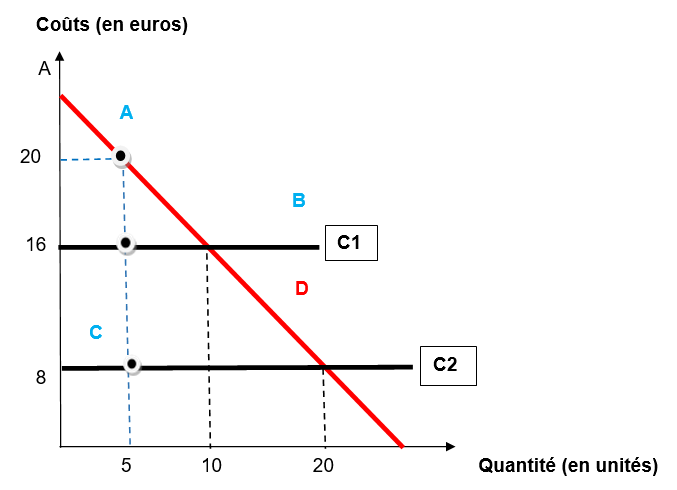 Coûts (en euros)
A
A
20
B
16
C1
D
C
C2
8
5
10
20
Quantité (en unités)